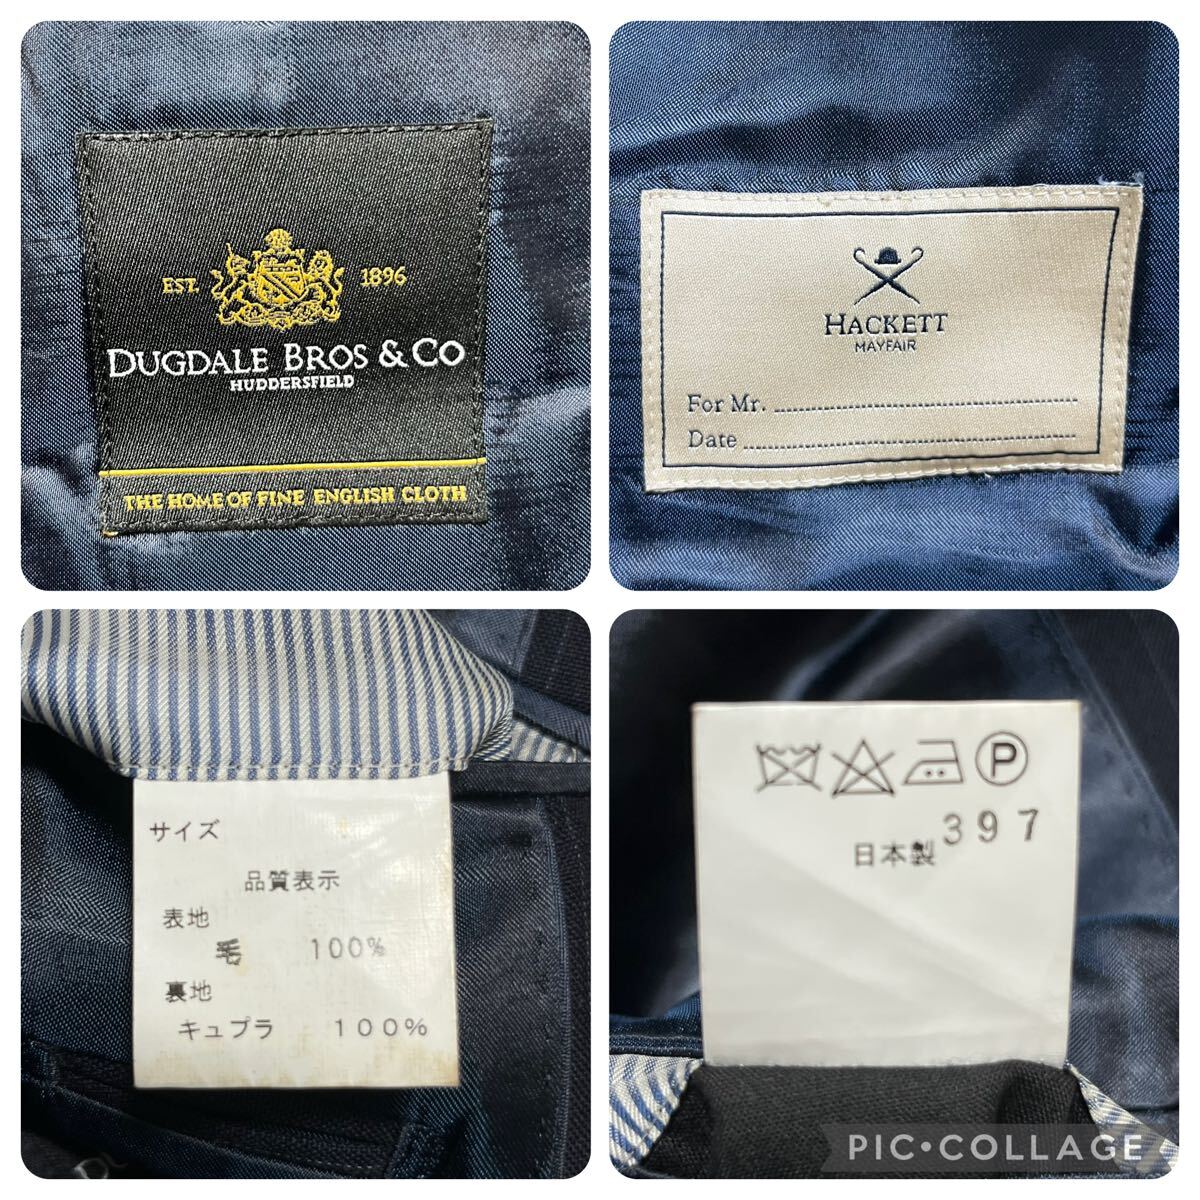 EST. 1896
DUGDALE BROS & CO
HUDDERSFIELD
THE HOME OF FINE ENGLISH CLOTH
HACKETT
MAYFAIR
For Mr.
Date
サイズ
品質表示
表地
毛 100%
裏地
キュプラ 100%
P
397
日本製
PIC•COLLAGE